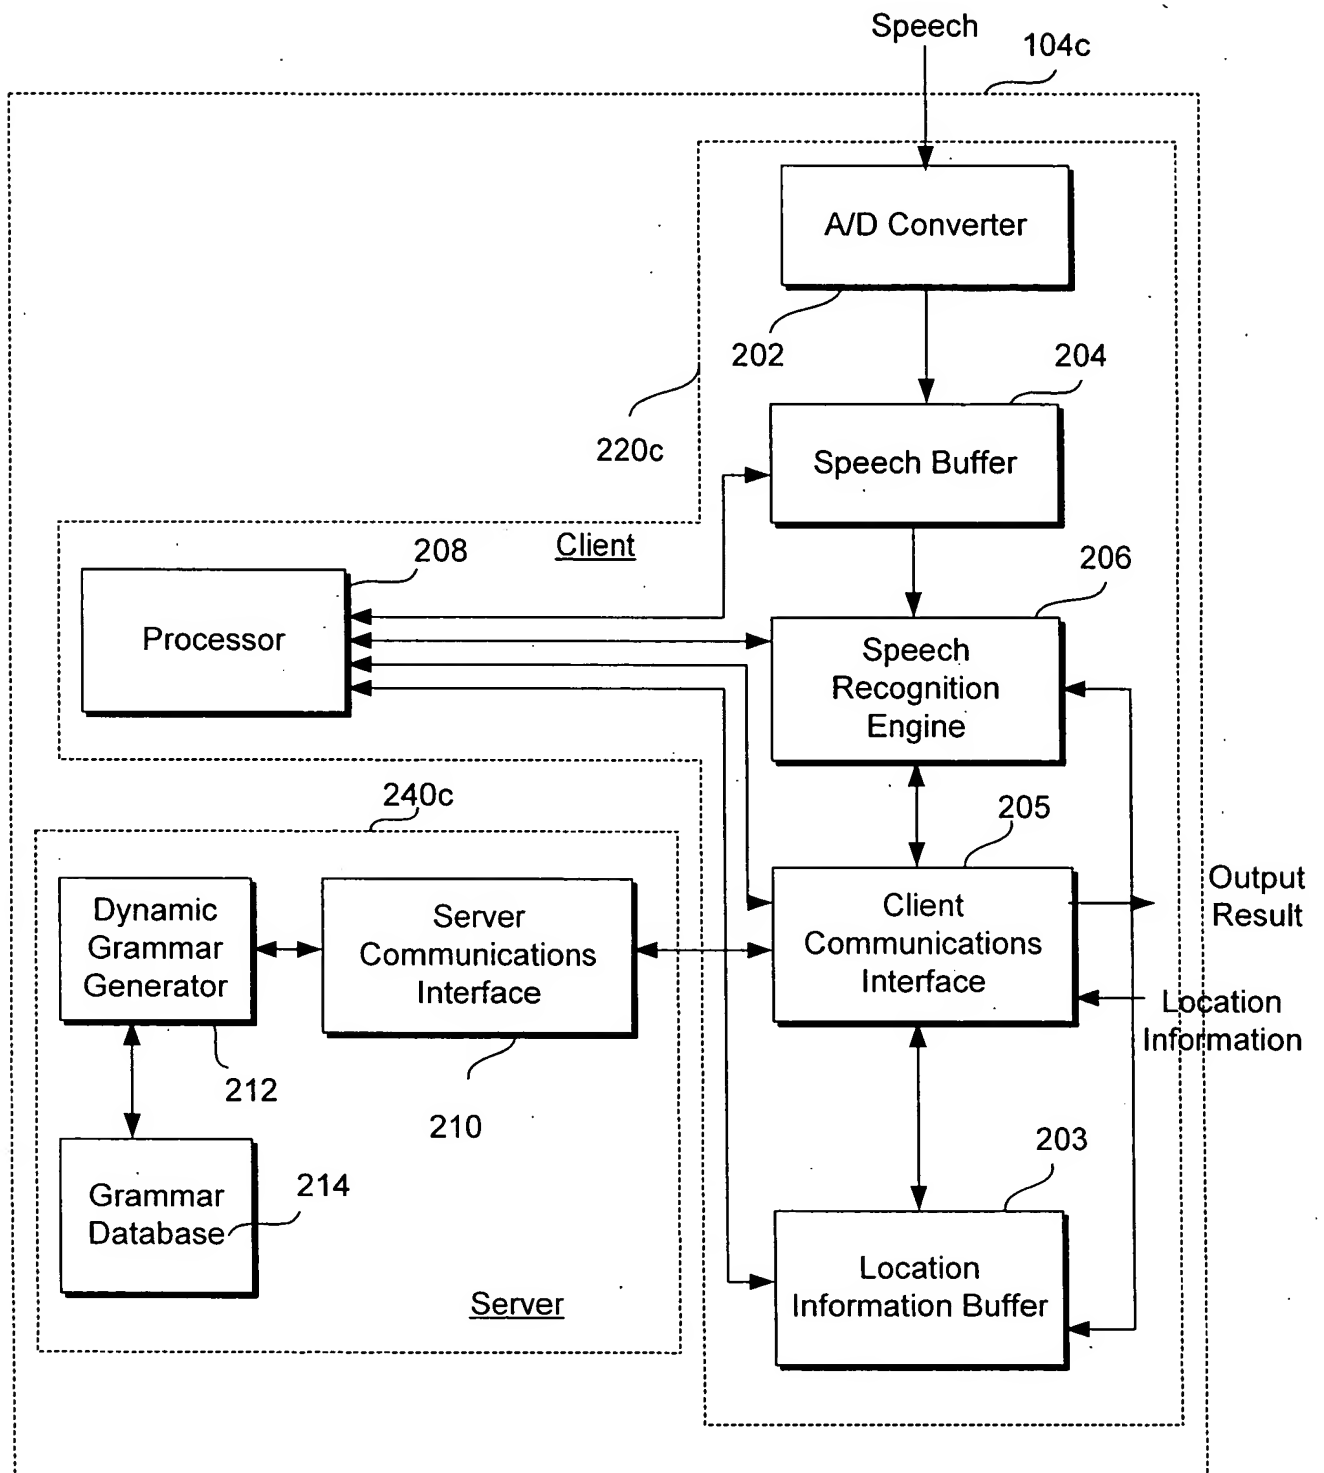 Speech
104c
A/D Converter
202
204
220c
Speech Buffer
Client
208
206
Processor
Speech
Recognition
Engine
240c
205
Dynamic
Grammar
Generator
Server
Communications
Interface
Client
Communications
Interface
Output
Result
Location
Information
212
210
203
Grammar
Database
214
Location
Information Buffer
Server